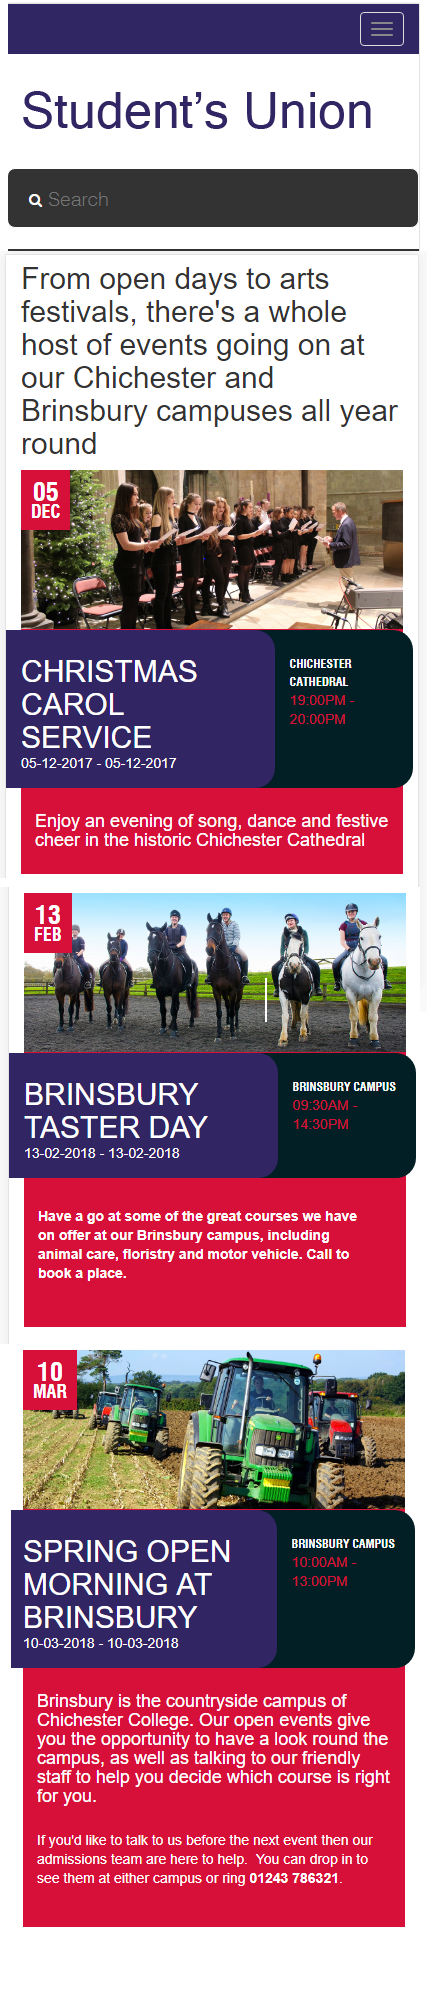 Student’s Union
Search
From open days to arts
festivals, there's a whole
host of events going on at
our Chichester and
Brinsbury campuses all year
round
05
DEC
CHRISTMAS
CAROL
SERVICE
05-12-2017 - 05-12-2017
CHICHESTER
CATHEDRAL
19:00PM -
20:00PM
Enjoy an evening of song, dance and festive
cheer in the historic Chichester Cathedral
13
FEB
BRINSBURY
TASTER DAY
13-02-2018 - 13-02-2018
BRINSBURY CAMPUS
09:30AM -
14:30PM
Have a go at some of the great courses we have
on offer at our Brinsbury campus, including
animal care, floristry and motor vehicle. Call to
book a place.
10
MAR
SPRING OPEN
MORNING AT
BRINSBURY
10-03-2018 - 10-03-2018
BRINSBURY CAMPUS
10:00AM -
13:00PM
Brinsbury is the countryside campus of
Chichester College. Our open events give
you the opportunity to have a look round the
campus, as well as talking to our friendly
staff to help you decide which course is right
for you.
If you'd like to talk to us before the next event then our
admissions team are here to help.  You can drop in to
see them at either campus or ring 01243 786321.